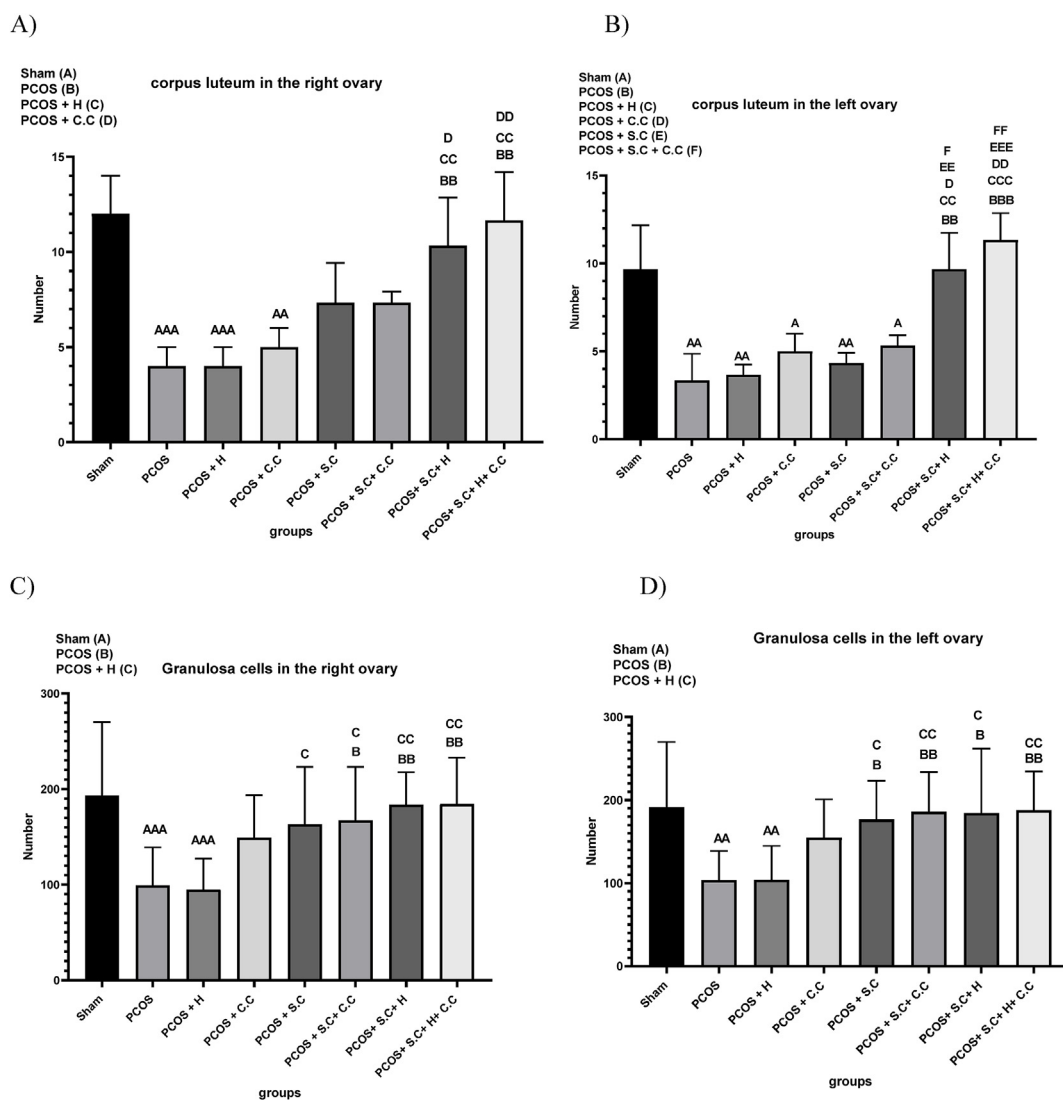 A)
Sham (A)
PCOS (B)
PCOS + H (C)
PCOS + C.C (D)
corpus luteum in the right ovary
DD
D
CC
CC
BB
BB
AAA
AAA
AA
15
10
5
0
Number
Sham
PCOS
PCOS + H
PCOS + C.C
PCOS + S.C
PCOS + S.C+ C.C
PCOS+ S.C+ H
PCOS+ S.C+ H+ C.C
groups
B)
Sham (A)
PCOS (B)
PCOS + H (C)
PCOS + C.C (D)
PCOS + S.C (E)
PCOS + S.C + C.C (F)
corpus luteum in the left ovary
FF
F
EEE
EE
DD
D
CCC
CC
BBB
BB
AA
AA
A
AA
A
15
10
5
0
Number
Sham
PCOS
PCOS + H
PCOS + C.C
PCOS + S.C
PCOS + S.C+ C.C
PCOS+ S.C+ H
PCOS+ S.C+ H+ C.C
groups
C)
Sham (A)
PCOS (B)
PCOS + H (C)
Granulosa cells in the right ovary
AAA
AAA
C
C
B
CC
BB
CC
BB
300
200
100
0
Number
Sham
PCOS
PCOS + H
PCOS + C.C
PCOS + S.C
PCOS + S.C+ C.C
PCOS+ S.C+ H
PCOS+ S.C+ H+ C.C
groups
D)
Sham (A)
PCOS (B)
PCOS + H (C)
Granulosa cells in the left ovary
AA
AA
C
B
CC
BB
C
B
CC
BB
300
200
100
0
Number
Sham
PCOS
PCOS + H
PCOS + C.C
PCOS + S.C
PCOS + S.C+ C.C
PCOS+ S.C+ H
PCOS+ S.C+ H+ C.C
groups